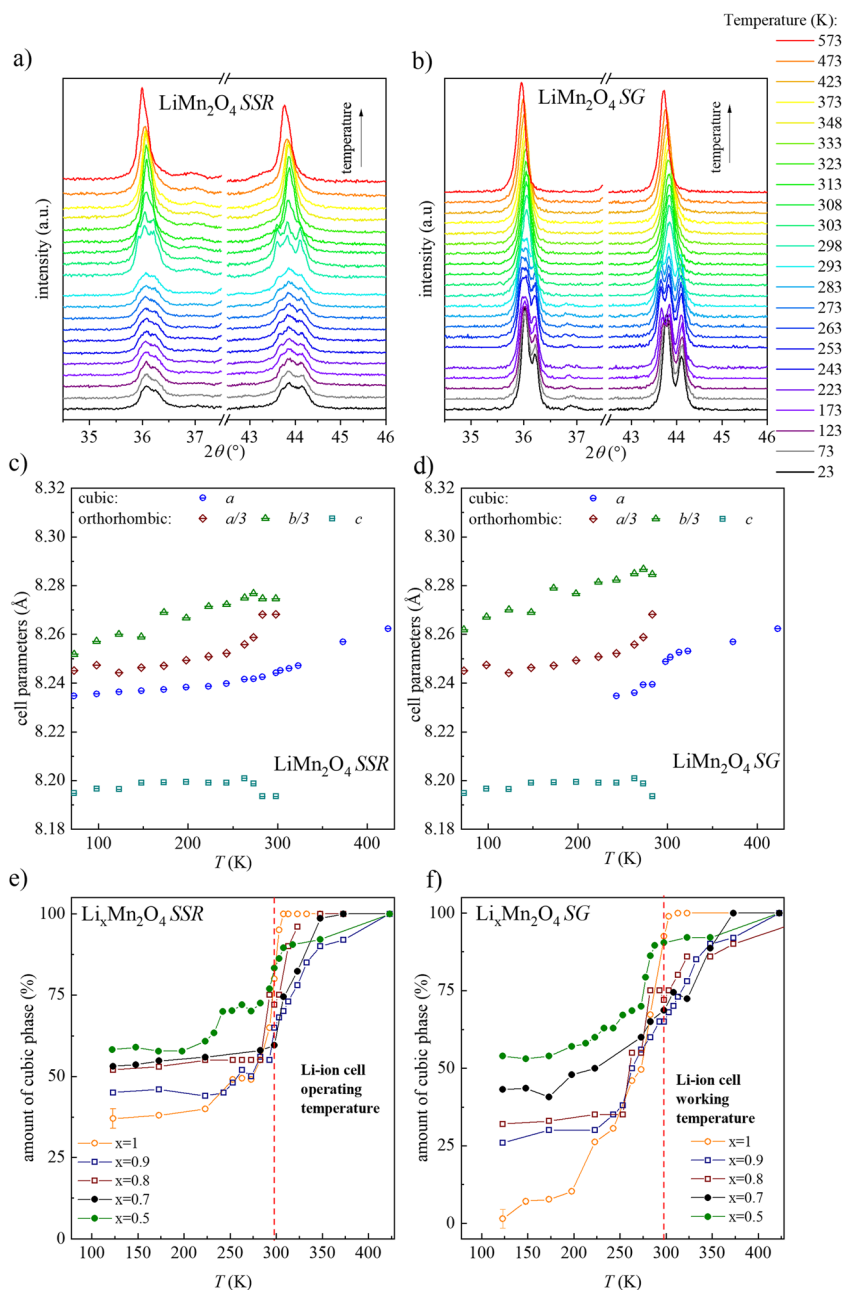 Temperature (K):
573
473
423
373
348
333
323
313
308
303
298
293
283
273
263
253
243
223
173
123
73
23
a)
LiMn2O4 SSR
temperature
intensity (a.u.)
35 36 37 44 45 46
2θ(°)
b)
LiMn2O4 SG
temperature
intensity (a.u)
35 36 37 43 44 45 46
2θ(°)
c)
cubic: a
orthorhombic: a/3 b/3 c
8.32
8.30
8.28
8.26
8.24
8.22
8.20
8.18
cell parameters (Å)
LiMn2O4 SSR
100 200 300 400
T (K)
d)
cubic: a
orthorhombic: a/3 b/3 c
8.32
8.30
8.28
8.26
8.24
8.22
8.20
8.18
cell parameters (Å)
LiMn2O4 SG
100 200 300 400
T (K)
e)
LixMn2O4 SSR
100
75
50
25
0
amount of cubic phase (%)
Li-ion cell
operating
temperature
x=1
x=0.9
x=0.8
x=0.7
x=0.5
100 150 200 250 300 350 400
T (K)
f)
LixMn2O4 SG
100
75
50
25
0
amount of cubic phase (%)
Li-ion cell
working
temperature
x=1
x=0.9
x=0.8
x=0.7
x=0.5
100 150 200 250 300 350 400
T (K)